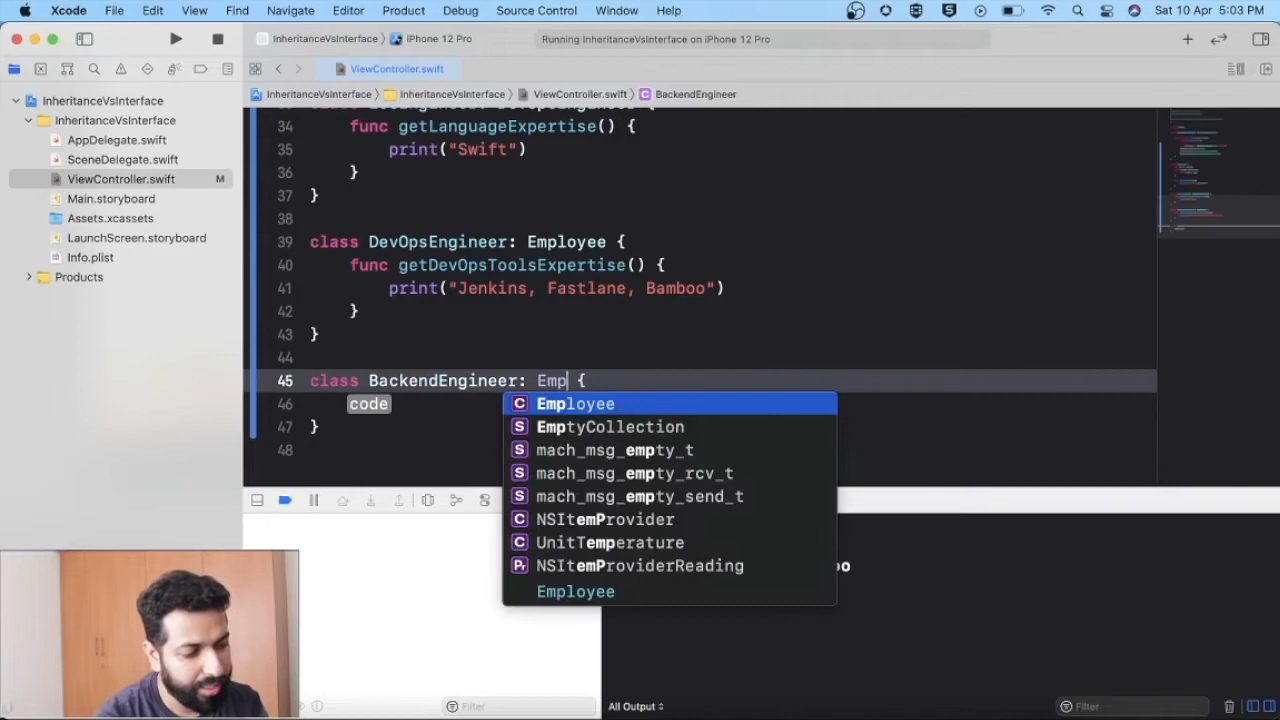 Xcode File Edit View Find Navigate Editor Product Debug Source Control Window Help Sat 10 Apr 5:03 PM
InheritanceVsInterface iPhone 12 Pro Running InheritanceVsInterface on iPhone 12 Pro
ViewController.swift
InheritanceVsInterface InheritanceVsInterface ViewController.swift BackendEngineer
InheritanceVsInterface
InheritanceVsInterface
AppDelegate.swift
SceneDelegate.swift
ViewController.swift M
Main.storyboard
Assets.xcassets
LaunchScreen.storyboard
Info.plist
Products
34 func getLanguageExpertise() {
35 print("Swift")
36 }
37 }
38
39 class DevOpsEngineer: Employee {
40 func getDevOpsToolsExpertise() {
41 print("Jenkins, Fastlane, Bamboo")
42 }
43 }
44
45 class BackendEngineer: Emp {
46 code
47 }
48
C Employee
S EmptyCollection
S mach_msg_empty_t
S mach_msg_empty_rcv_t
S mach_msg_empty_send_t
C NSItemProvider
C UnitTemperature
Pr NSItemProviderReading
Employee
oo
Filter
All Output
Filter